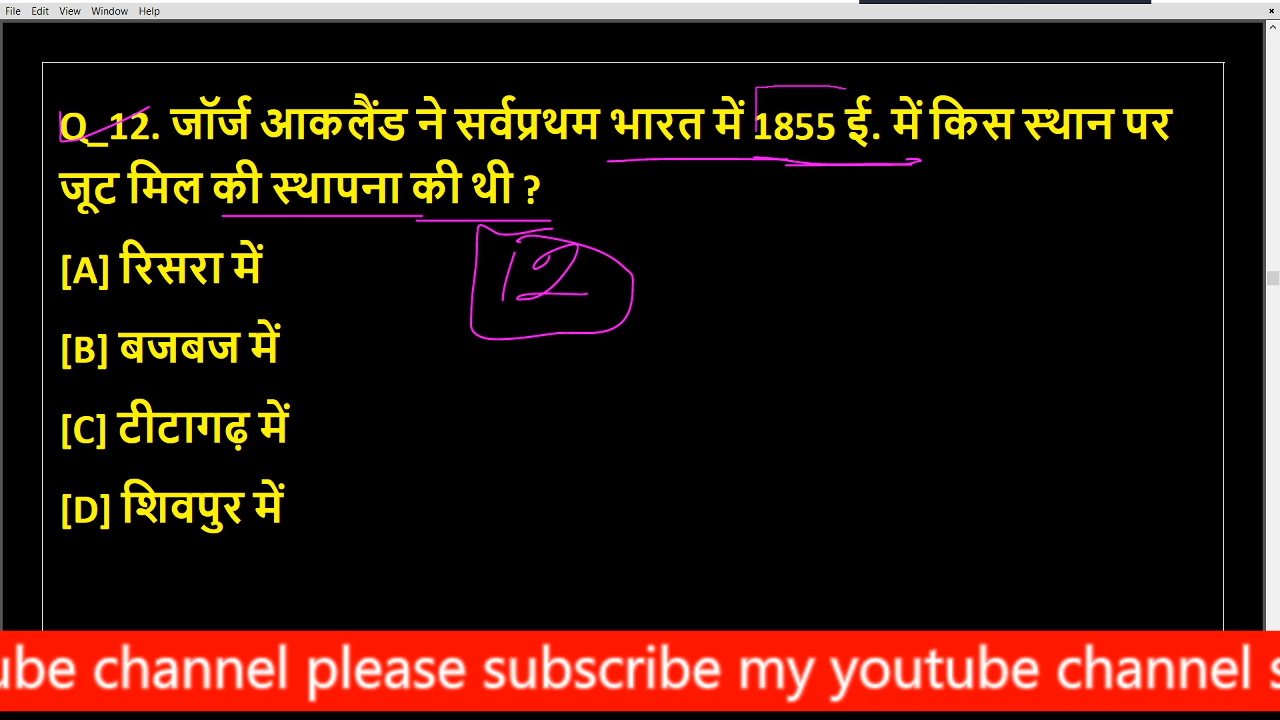 File Edit View Window Help
Q_12. जॉर्ज आकलैंड ने सर्वप्रथम भारत में 1855 ई. में किस स्थान पर
जूट मिल की स्थापना की थी ?
12
[A] रिसरा में
[B] बजबज में
[C] टीटागढ़ में
[D] शिवपुर में
ube channel please subscribe my youtube channel s